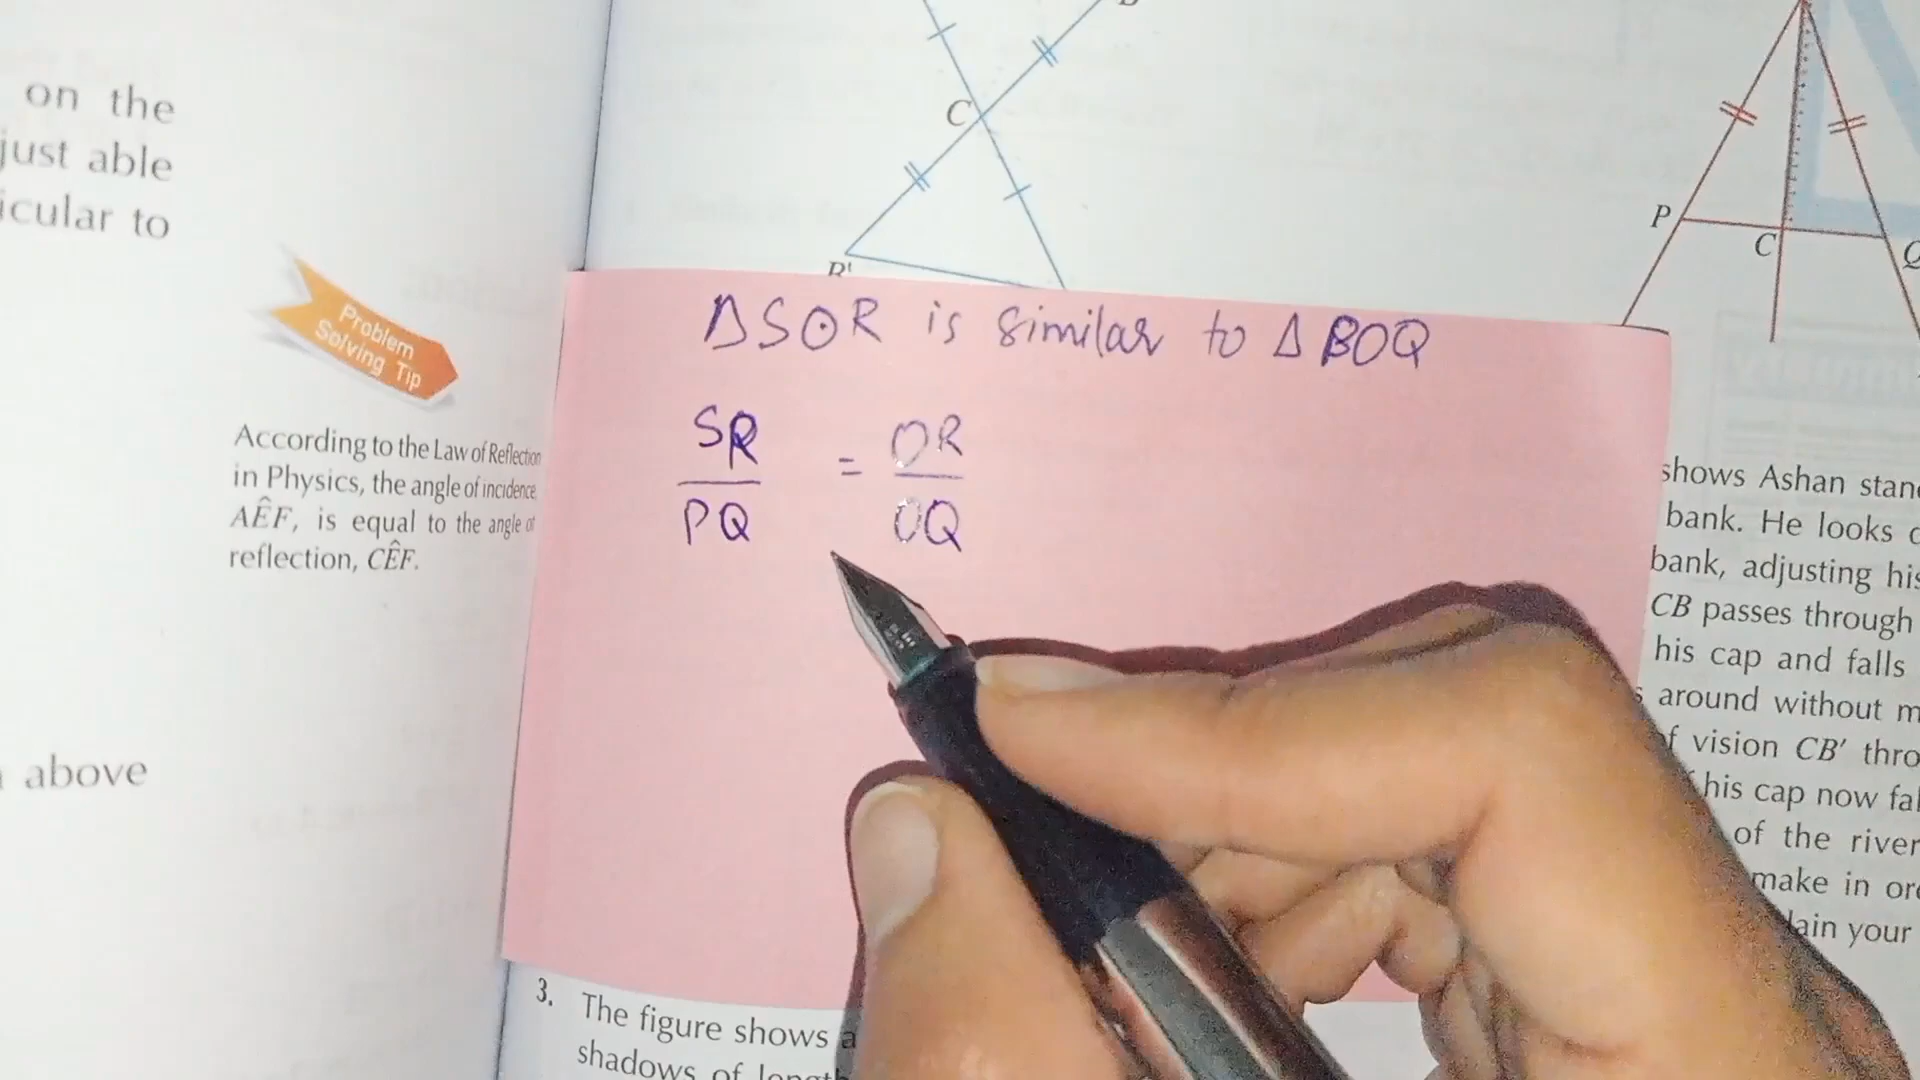 on the
just able
icular to
Problem
Solving Tip
According to the Law of Reflection
in Physics, the angle of incidence,
AÊF, is equal to the angle of
reflection, CÊF.
above
C
P
C
Q
ΔSOR is similar to Δ POQ
SR = OR
PQ OQ
shows Ashan stan
bank. He looks
bank, adjusting his
CB passes through
his cap and falls
around without m
f vision CB′ thro
his cap now fal
of the river
make in or
lain your
3. The figure shows a
shadows of length